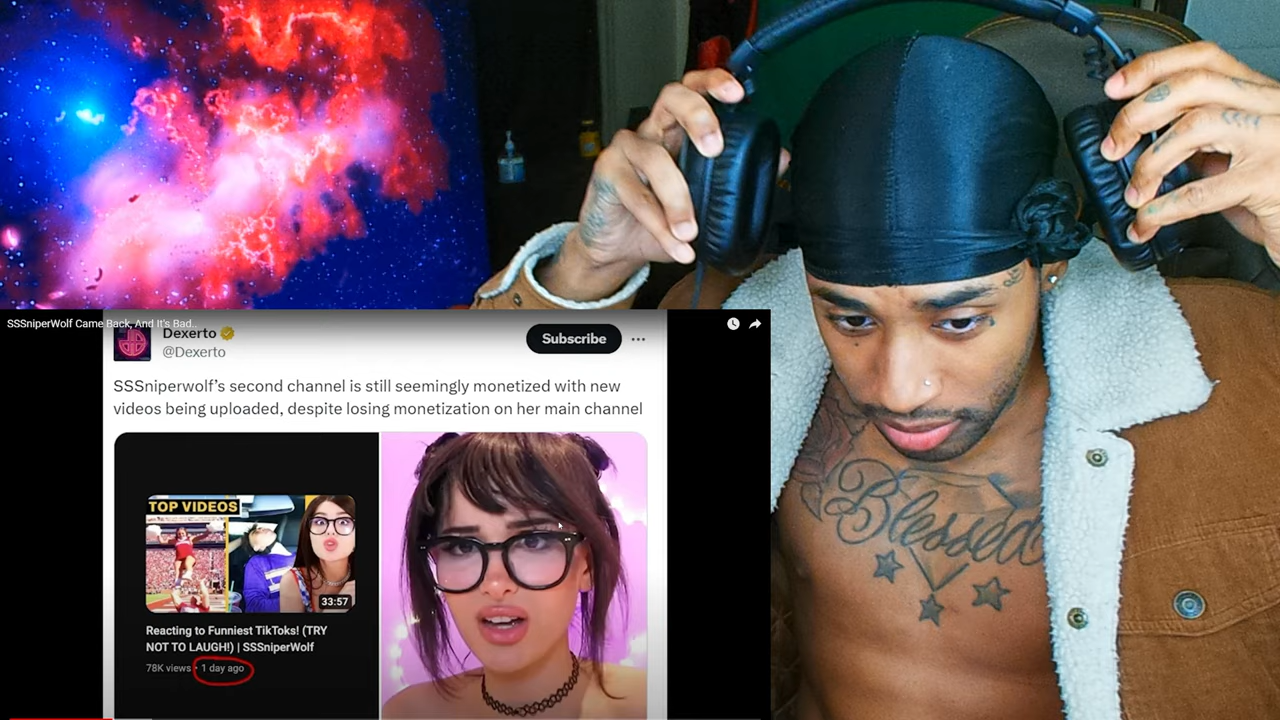 SSSniperWolf Came Back, And It's Bad..
Dexerto
@Dexerto
Subscribe
SSSniperwolf’s second channel is still seemingly monetized with new
videos being uploaded, despite losing monetization on her main channel
TOP VIDEOS
33:57
Reacting to Funniest TikToks! (TRY
NOT TO LAUGH!) | SSSniperWolf
78K views • 1 day ago
Blessed